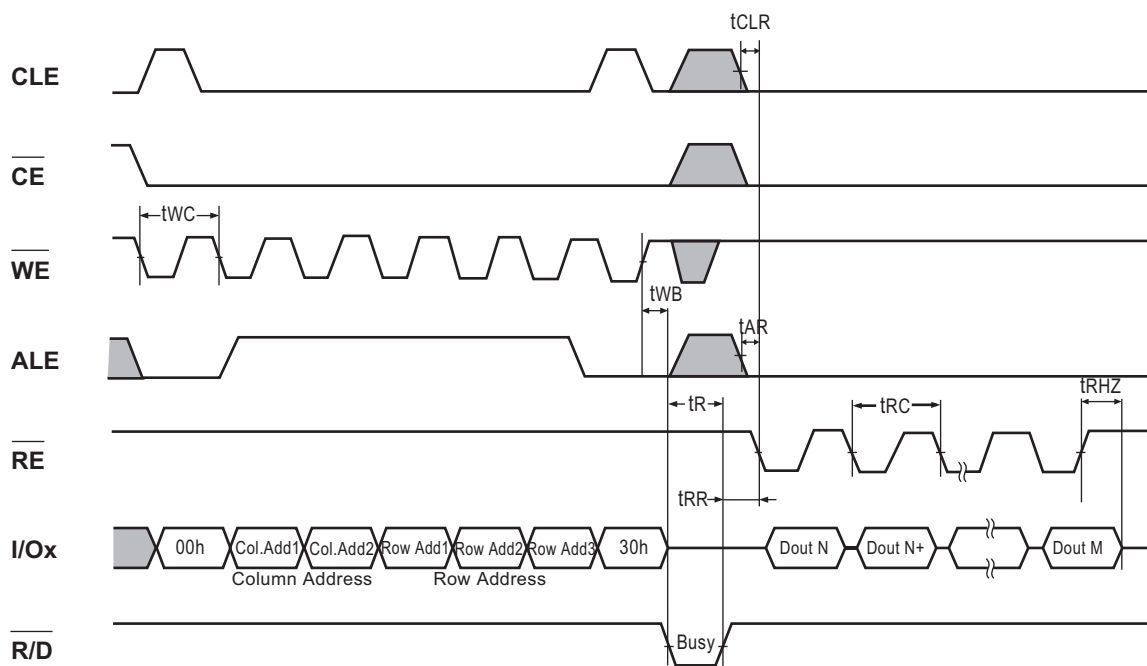 tCLR
CLE
CE
tWC
WE
tWB
tAR
ALE
tR
tRC
tRHZ
RE
tRR
I/Ox
00h
Col.Add1
Col.Add2
Row Add1
Row Add2
Row Add3
30h
Dout N
Dout N+
Dout M
Column Address
Row Address
R/D
Busy